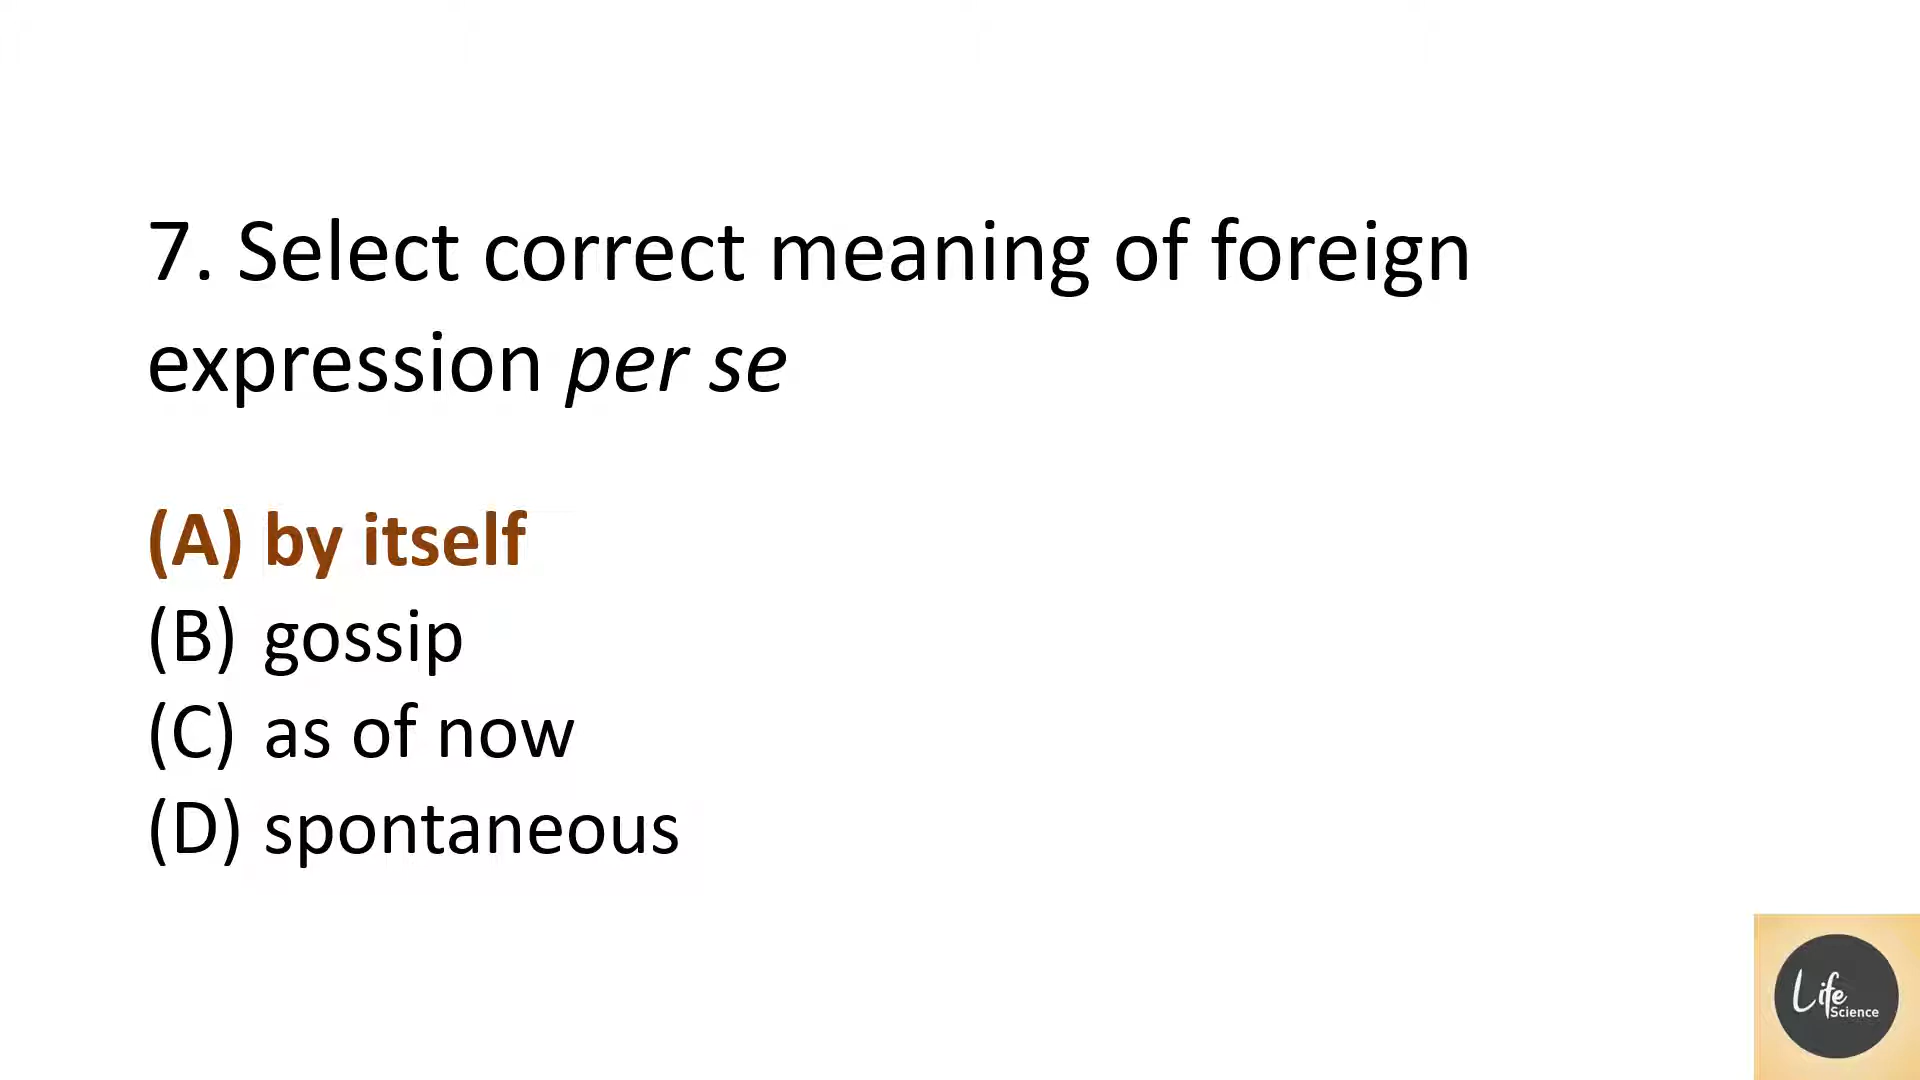 7. Select correct meaning of foreign
expression per se
(A) by itself
(B) gossip
(C) as of now
(D) spontaneous
Life
Science